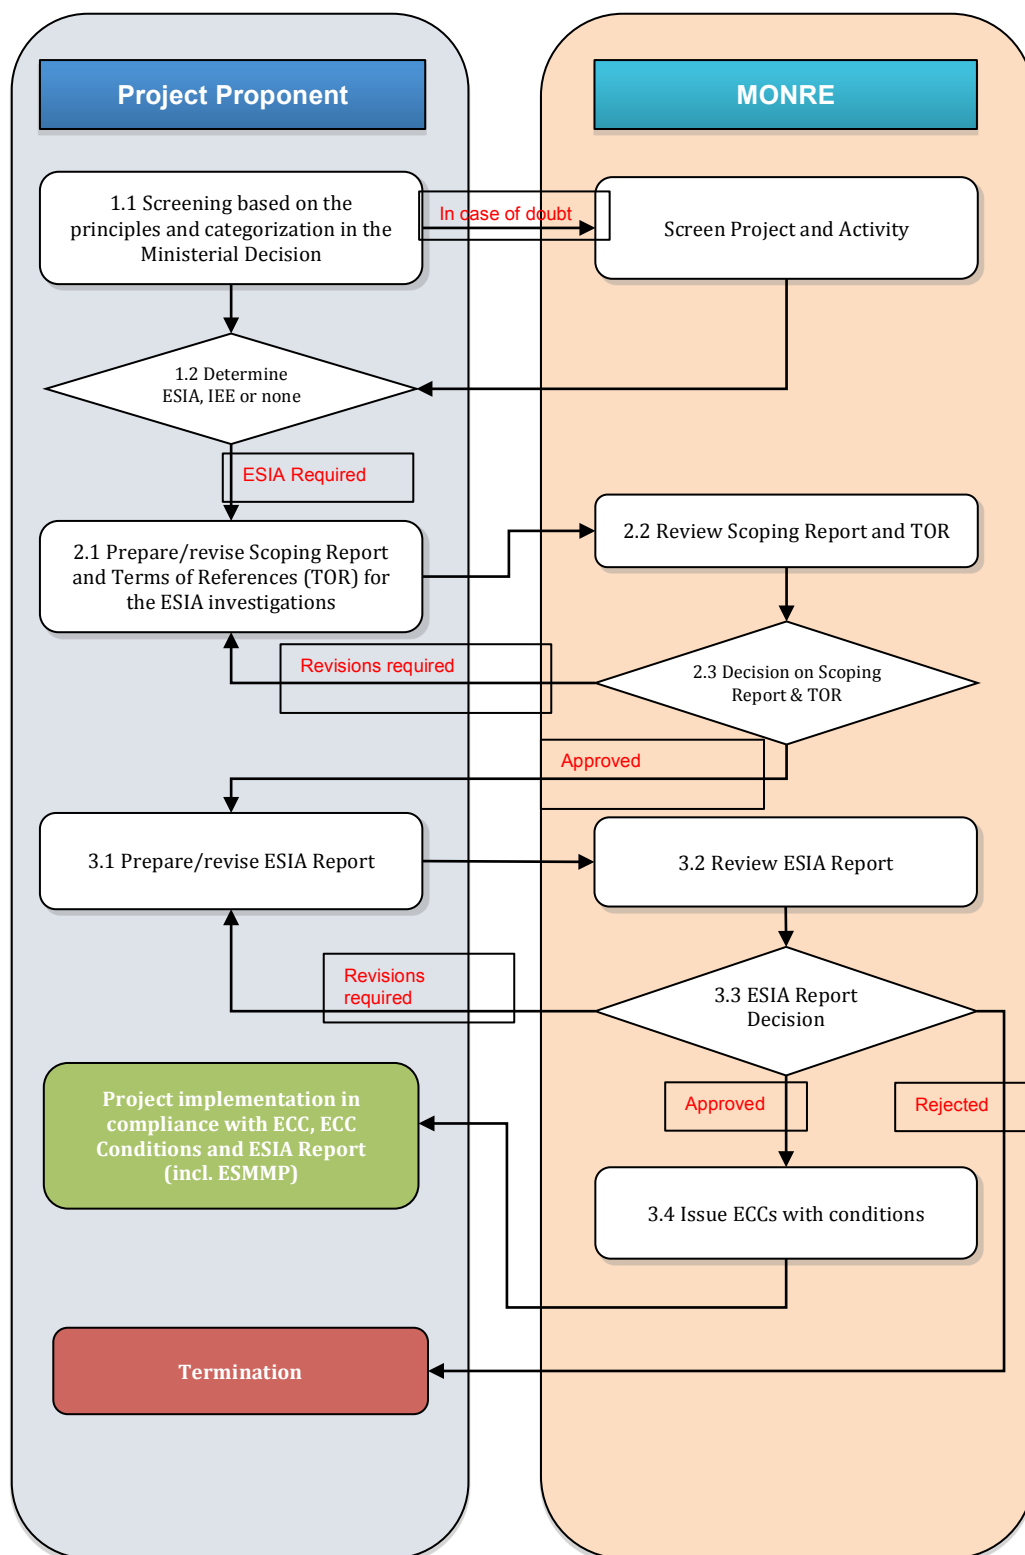 Project Proponent
MONRE
1.1 Screening based on the
principles and categorization in the
Ministerial Decision
In case of doubt
Screen Project and Activity
1.2 Determine
ESIA, IEE or none
ESIA Required
2.1 Prepare/revise Scoping Report
and Terms of References (TOR) for
the ESIA investigations
2.2 Review Scoping Report and TOR
Revisions required
2.3 Decision on Scoping
Report & TOR
Approved
3.1 Prepare/revise ESIA Report
3.2 Review ESIA Report
Revisions
required
3.3 ESIA Report
Decision
Project implementation in
compliance with ECC, ECC
Conditions and ESIA Report
(incl. ESMMP)
Approved
Rejected
3.4 Issue ECCs with conditions
Termination